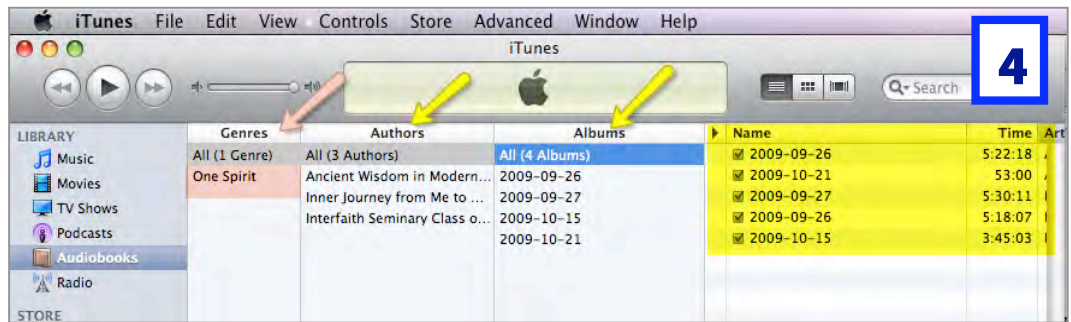 iTunes File Edit View Controls Store Advanced Window Help
iTunes
4
Search
LIBRARY
Music
Movies
TV Shows
Podcasts
Audiobooks
Radio
STORE
Genres
All (1 Genre)
One Spirit
Authors
All (3 Authors)
Ancient Wisdom in Modern...
Inner Journey from Me to ...
Interfaith Seminary Class o...
Albums
All (4 Albums)
2009-09-26
2009-09-27
2009-10-15
2009-10-21
Name Time Art
2009-09-26 5:22:18
2009-10-21 53:00
2009-09-27 5:30:11
2009-09-26 5:18:07
2009-10-15 3:45:03